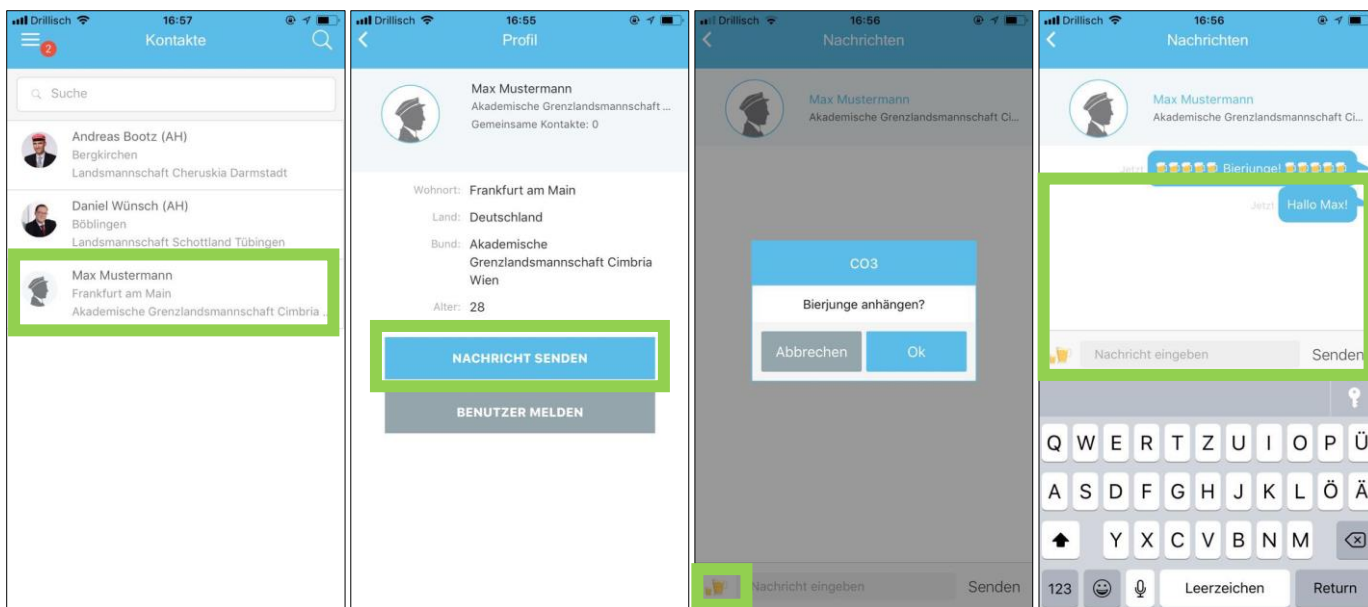 Drillisch 16:57
2
Kontakte
Suche
Andreas Bootz (AH)
Bergkirchen
Landsmannschaft Cheruskia Darmstadt
Daniel Wünsch (AH)
Böblingen
Landsmannschaft Schottland Tübingen
Max Mustermann
Frankfurt am Main
Akademische Grenzlandsmannschaft Cimbria ...
Drillisch 16:55
Profil
Max Mustermann
Akademische Grenzlandsmannschaft ...
Gemeinsame Kontakte: 0
Wohnort: Frankfurt am Main
Land: Deutschland
Bund: Akademische
Grenzlandsmannschaft Cimbria
Wien
Alter: 28
NACHRICHT SENDEN
BENUTZER MELDEN
Drillisch 16:56
Nachrichten
Max Mustermann
Akademische Grenzlandsmannschaft Ci...
CO3
Bierjunge anhängen?
Abbrechen Ok
Nachricht eingeben Senden
Drillisch 16:56
Nachrichten
Max Mustermann
Akademische Grenzlandsmannschaft Ci...
Jetzt 🍺🍺🍺🍺🍺 Bierjunge! 🍺🍺🍺🍺🍺
Jetzt Hallo Max!
Nachricht eingeben Senden
Q W E R T Z U I O P Ü
A S D F G H J K L Ö Ä
Y X C V B N M
123 Leerzeichen Return